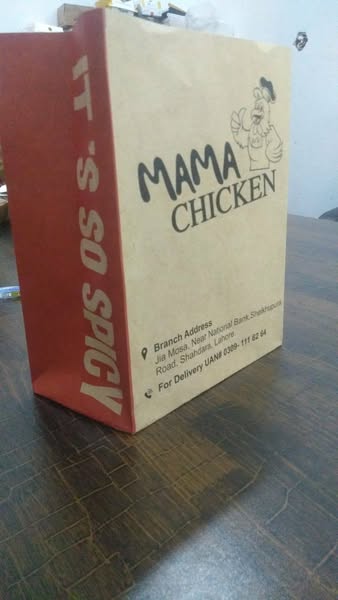 IT'S SO SPICY
MAMA
CHICKEN
Branch Address
Jia Mosa, Near National Bank, Sheikhupura
Road, Shahdara, Lahore.
For Delivery UAN# 0309- 111 62 64